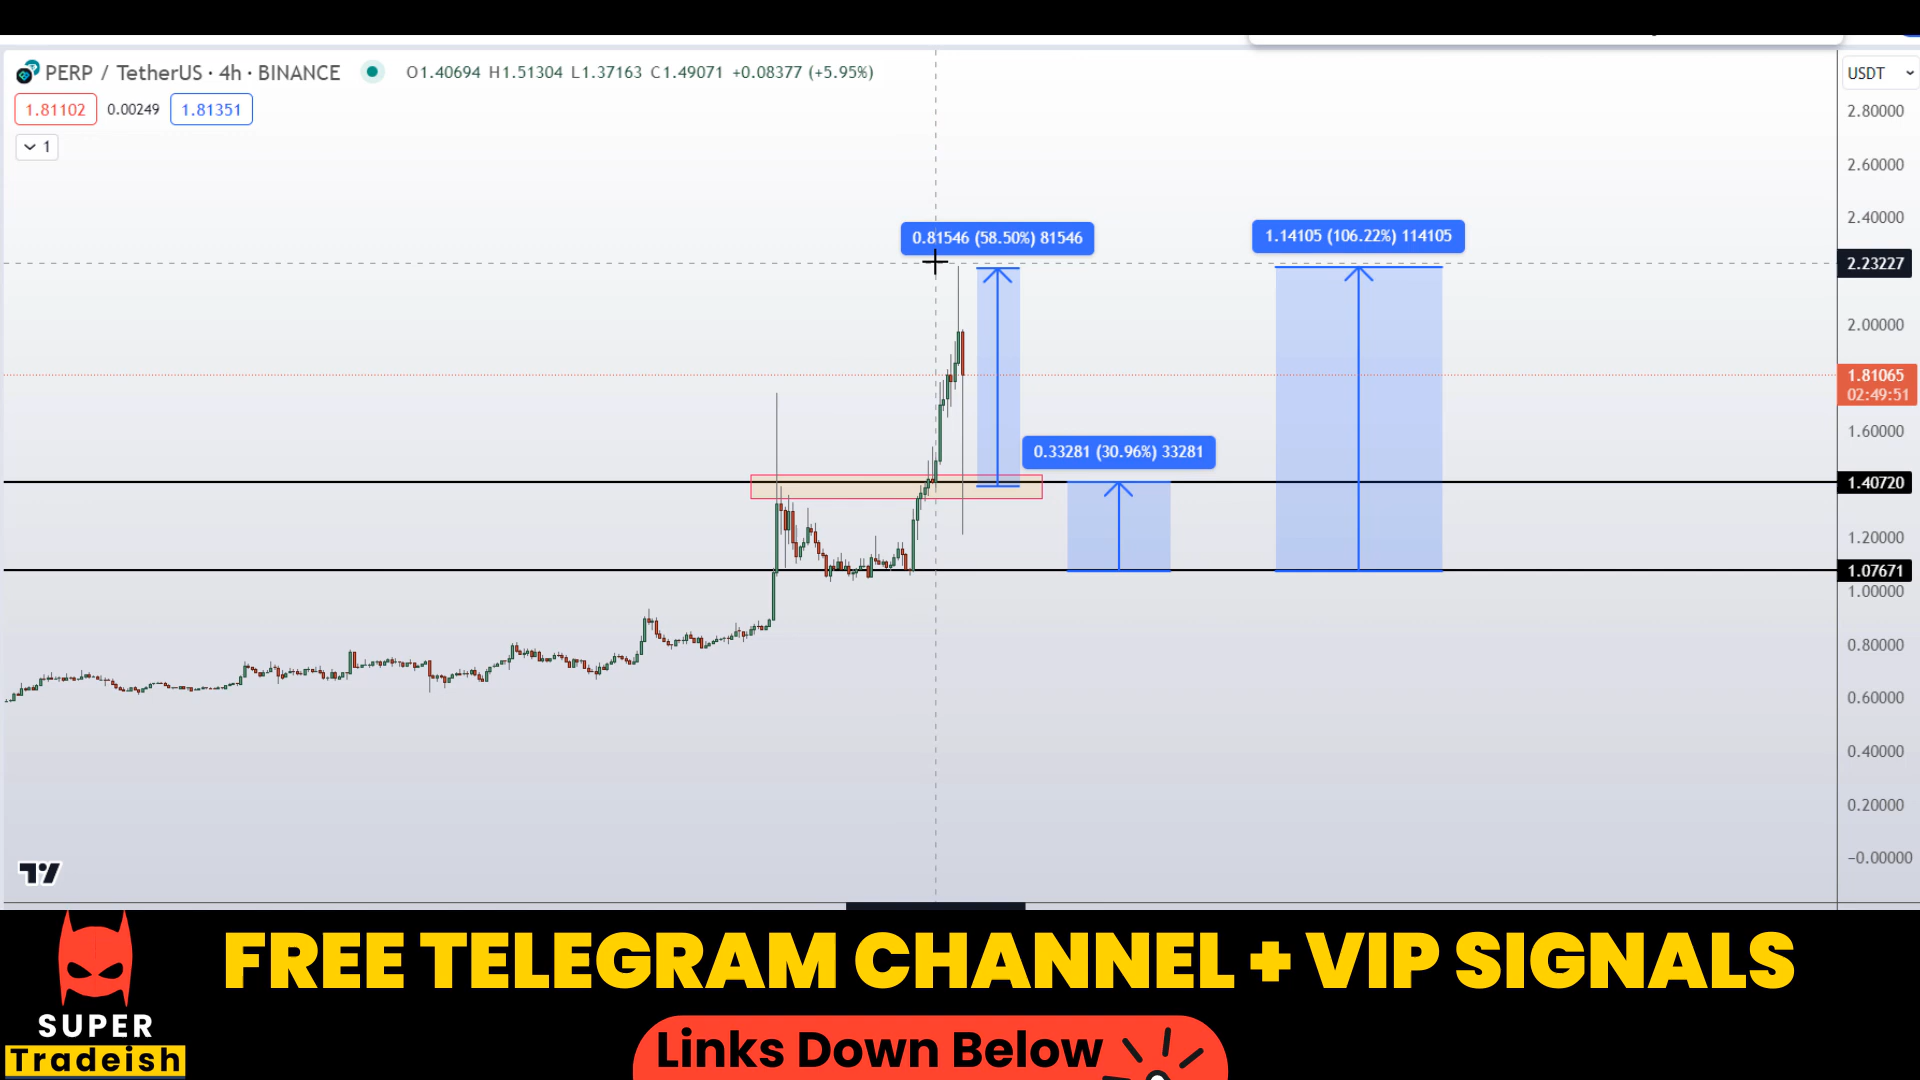 PERP / TetherUS · 4h · BINANCE O1.40694 H1.51304 L1.37163 C1.49071 +0.08377 (+5.95%)
USDT
1.81102 0.00249 1.81351
1
2.80000
2.60000
2.40000
0.81546 (58.50%) 81546
1.14105 (106.22%) 114105
2.23227
2.00000
1.81065
02:49:51
1.60000
0.33281 (30.96%) 33281
1.40720
1.20000
1.07671
1.00000
0.80000
0.60000
0.40000
0.20000
−0.00000
FREE TELEGRAM CHANNEL + VIP SIGNALS
SUPER
Tradeish
Links Down Below